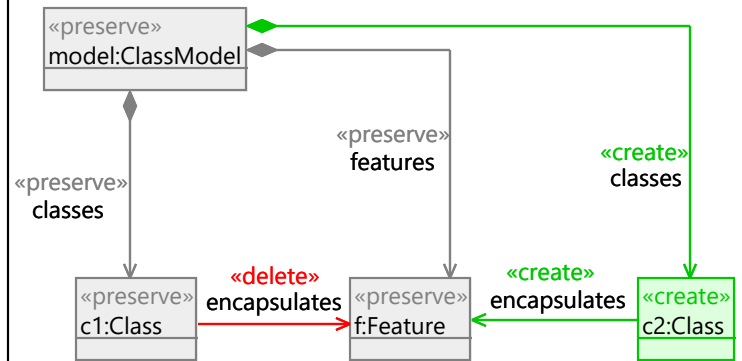 «preserve»
model:ClassModel
«preserve»
features
«create»
classes
«preserve»
classes
«delete»
encapsulates
«create»
encapsulates
«preserve»
c1:Class
«preserve»
f:Feature
«create»
c2:Class